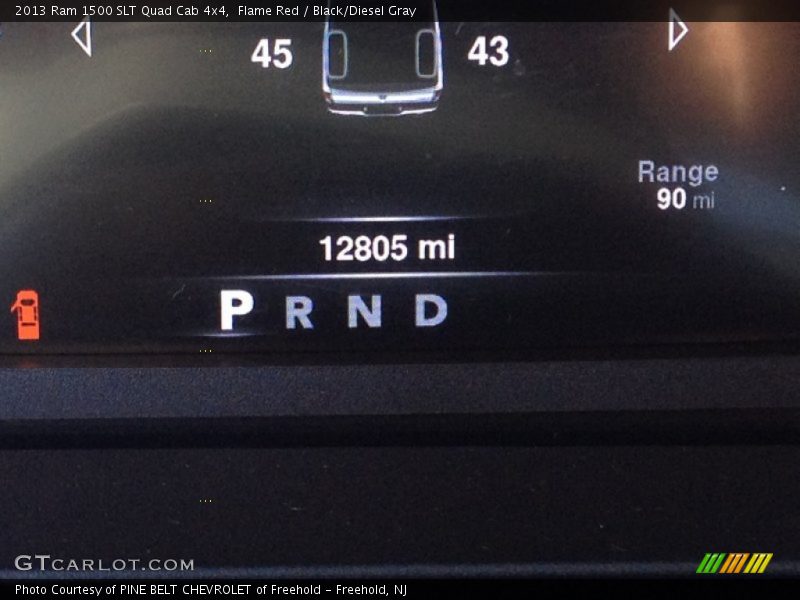 2013 Ram 1500 SLT Quad Cab 4x4,  Flame Red / Black/Diesel Gray
45 43
Range
90 mi
12805 mi
P R N D
GTCARLOT.COM
Photo Courtesy of PINE BELT CHEVROLET of Freehold - Freehold, NJ